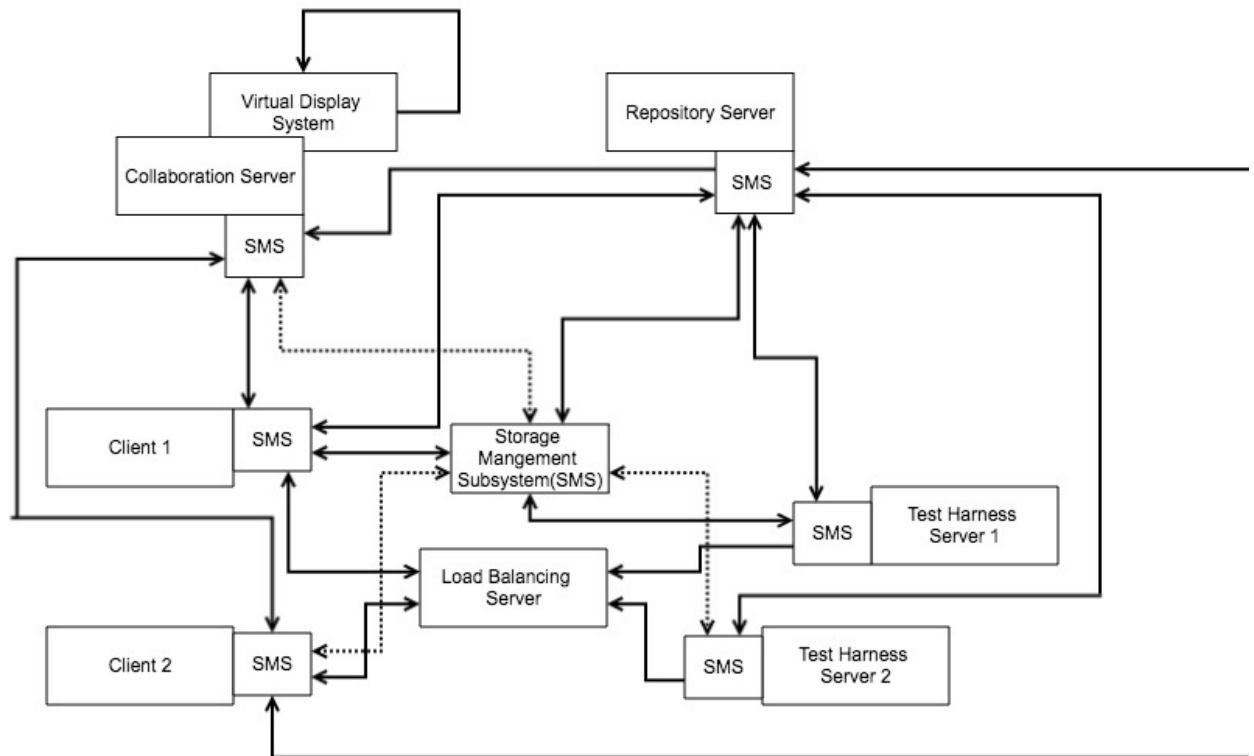 Virtual Display
System
Repository Server
Collaboration Server
SMS
SMS
Client 1
SMS
Storage
Mangement
Subsystem(SMS)
SMS
Test Harness
Server 1
Load Balancing
Server
Client 2
SMS
SMS
Test Harness
Server 2